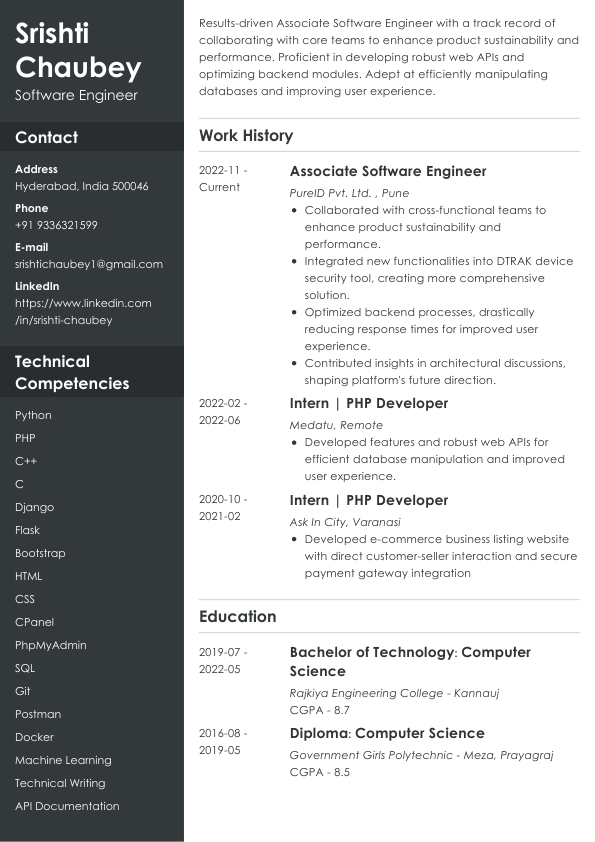 Srishti
Chaubey
Software Engineer
Contact
Address
Hyderabad, India 500046
Phone
+91 9336321599
E-mail
srishtichaubey1@gmail.com
LinkedIn
https://www.linkedin.com
/in/srishti-chaubey
Technical
Competencies
Python
PHP
C++
C
Django
Flask
Bootstrap
HTML
CSS
CPanel
PhpMyAdmin
SQL
Git
Postman
Docker
Machine Learning
Technical Writing
API Documentation
Results-driven Associate Software Engineer with a track record of
collaborating with core teams to enhance product sustainability and
performance. Proficient in developing robust web APIs and
optimizing backend modules. Adept at efficiently manipulating
databases and improving user experience.
Work History
2022-11 -
Current
Associate Software Engineer
PureID Pvt. Ltd. , Pune
• Collaborated with cross-functional teams to
enhance product sustainability and
performance.
• Integrated new functionalities into DTRAK device
security tool, creating more comprehensive
solution.
• Optimized backend processes, drastically
reducing response times for improved user
experience.
• Contributed insights in architectural discussions,
shaping platform's future direction.
2022-02 -
2022-06
Intern | PHP Developer
Medatu, Remote
• Developed features and robust web APIs for
efficient database manipulation and improved
user experience.
2020-10 -
2021-02
Intern | PHP Developer
Ask In City, Varanasi
• Developed e-commerce business listing website
with direct customer-seller interaction and secure
payment gateway integration
Education
2019-07 -
2022-05
Bachelor of Technology: Computer
Science
Rajkiya Engineering College - Kannauj
CGPA - 8.7
2016-08 -
2019-05
Diploma: Computer Science
Government Girls Polytechnic - Meza, Prayagraj
CGPA - 8.5